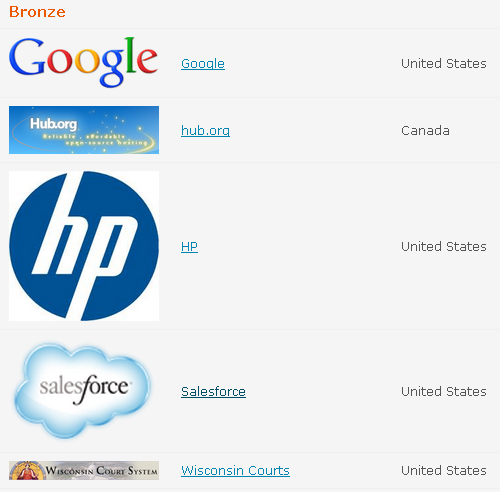 Bronze
Google
Google
United States
Hub.org
Reliable, affordable
open-source hosting
hub.org
Canada
hp
HP
United States
salesforce
Salesforce
United States
WISCONSIN COURT SYSTEM
Wisconsin Courts
United States